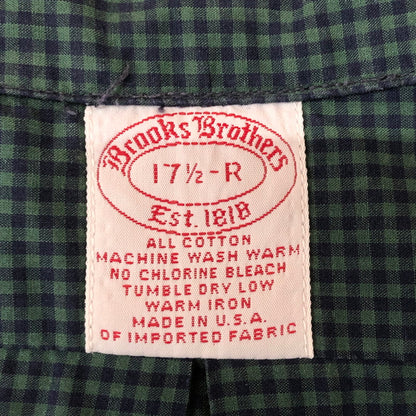 Brooks Brothers
17½-R
Est. 1818
ALL COTTON
MACHINE WASH WARM
NO CHLORINE BLEACH
TUMBLE DRY LOW
WARM IRON
MADE IN U.S.A.
OF IMPORTED FABRIC